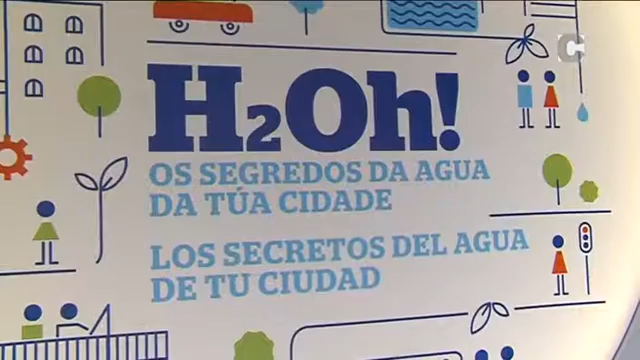 H2Oh!
OS SEGREDOS DA AGUA
DA TÚA CIDADE
LOS SECRETOS DEL AGUA
DE TU CIUDAD